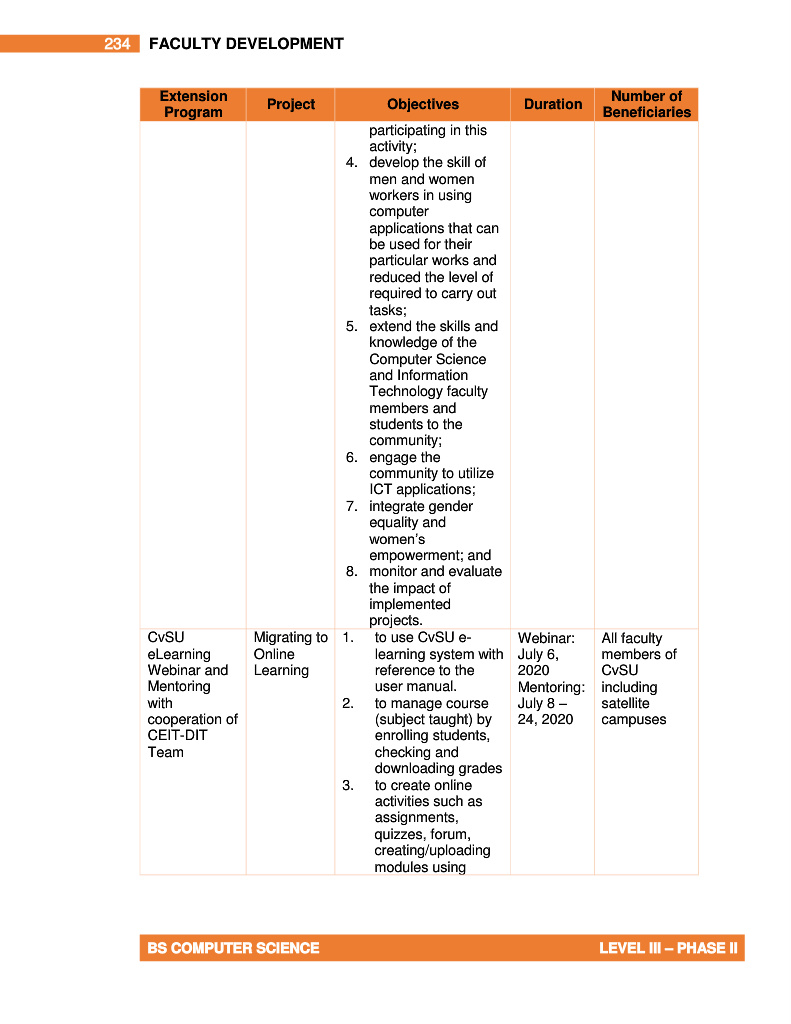 234 FACULTY DEVELOPMENT
Extension Program Project Objectives Duration Number of Beneficiaries
participating in this
activity;
4. develop the skill of
men and women
workers in using
computer
applications that can
be used for their
particular works and
reduced the level of
required to carry out
tasks;
5. extend the skills and
knowledge of the
Computer Science
and Information
Technology faculty
members and
students to the
community;
6. engage the
community to utilize
ICT applications;
7. integrate gender
equality and
women's
empowerment; and
8. monitor and evaluate
the impact of
implemented
projects.
CvSU
eLearning
Webinar and
Mentoring
with
cooperation of
CEIT-DIT
Team
Migrating to
Online
Learning
1. to use CvSU e-
learning system with
reference to the
user manual.
2. to manage course
(subject taught) by
enrolling students,
checking and
downloading grades
3. to create online
activities such as
assignments,
quizzes, forum,
creating/uploading
modules using
Webinar:
July 6,
2020
Mentoring:
July 8 –
24, 2020
All faculty
members of
CvSU
including
satellite
campuses
BS COMPUTER SCIENCE LEVEL III – PHASE II